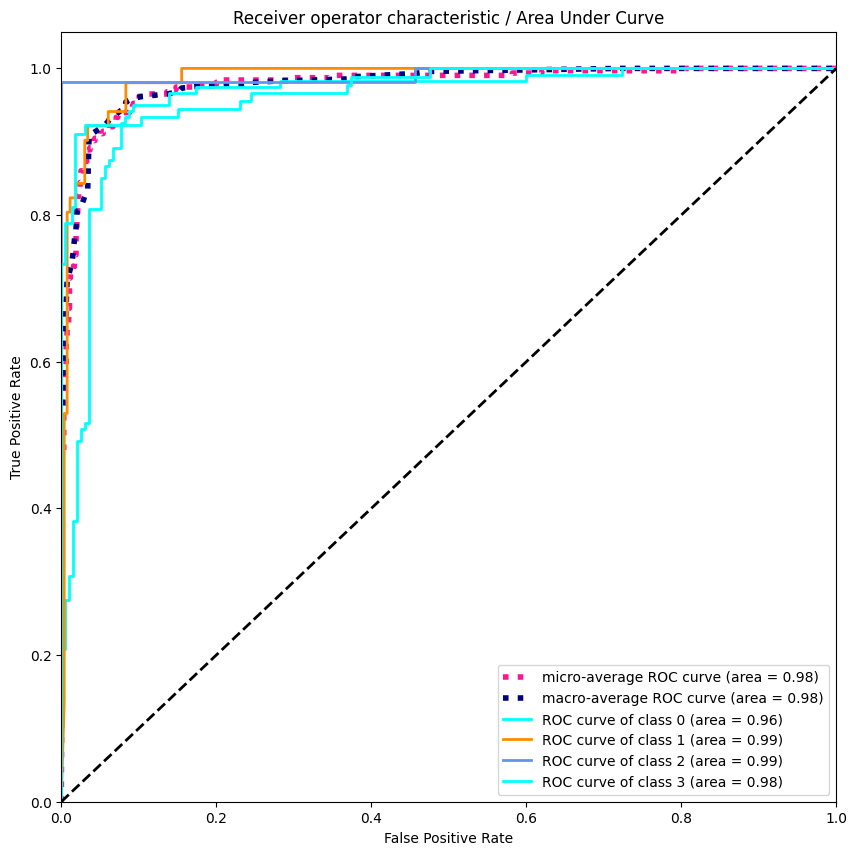 Receiver operator characteristic / Area Under Curve
1.0
0.8
0.6
0.4
0.2
0.0
True Positive Rate
micro-average ROC curve (area = 0.98)
macro-average ROC curve (area = 0.98)
ROC curve of class 0 (area = 0.96)
ROC curve of class 1 (area = 0.99)
ROC curve of class 2 (area = 0.99)
ROC curve of class 3 (area = 0.98)
0.0 0.2 0.4 0.6 0.8 1.0
False Positive Rate